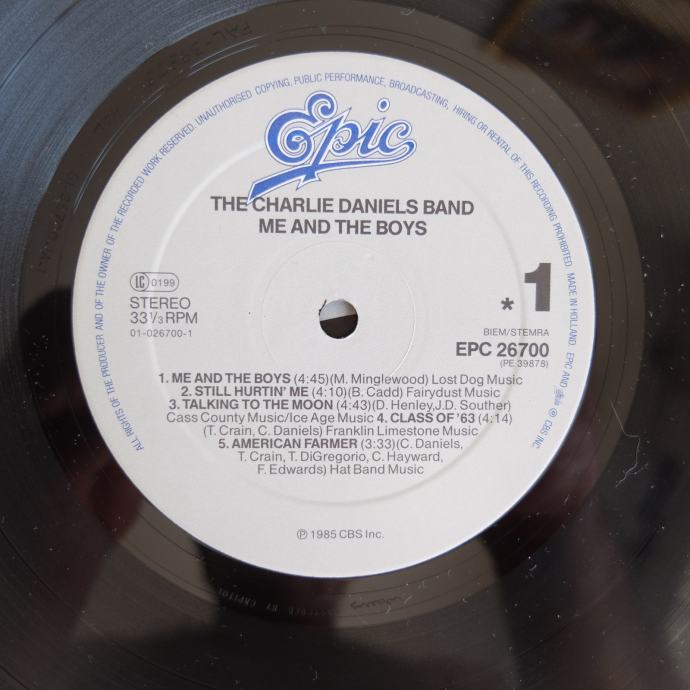 ALL RIGHTS OF THE PRODUCER AND OF THE OWNER OF THE RECORDED WORK RESERVED. UNAUTHORISED COPYING, PUBLIC PERFORMANCE, BROADCASTING, HIRING OR RENTAL OF THIS RECORDING PROHIBITED. MADE IN HOLLAND. EPIC AND Epic ® CBS INC.
Epic
THE CHARLIE DANIELS BAND
ME AND THE BOYS
LC 0199
STEREO
33⅓ RPM
01-026700-1
* 1
BIEM/STEMRA
EPC 26700
(PE 39878)
1. ME AND THE BOYS (4:45)(M. Minglewood) Lost Dog Music
2. STILL HURTIN' ME (4:10)(B. Cadd) Fairydust Music
3. TALKING TO THE MOON (4:43)(D. Henley,J.D. Souther)
Cass County Music/Ice Age Music 4. CLASS OF '63 (4:14)
(T. Crain, C. Daniels) Franklin Limestone Music
5. AMERICAN FARMER (3:33)(C. Daniels,
T. Crain, T. DiGregorio, C. Hayward,
F. Edwards) Hat Band Music
℗ 1985 CBS Inc.
MASTERED BY CAPITOL